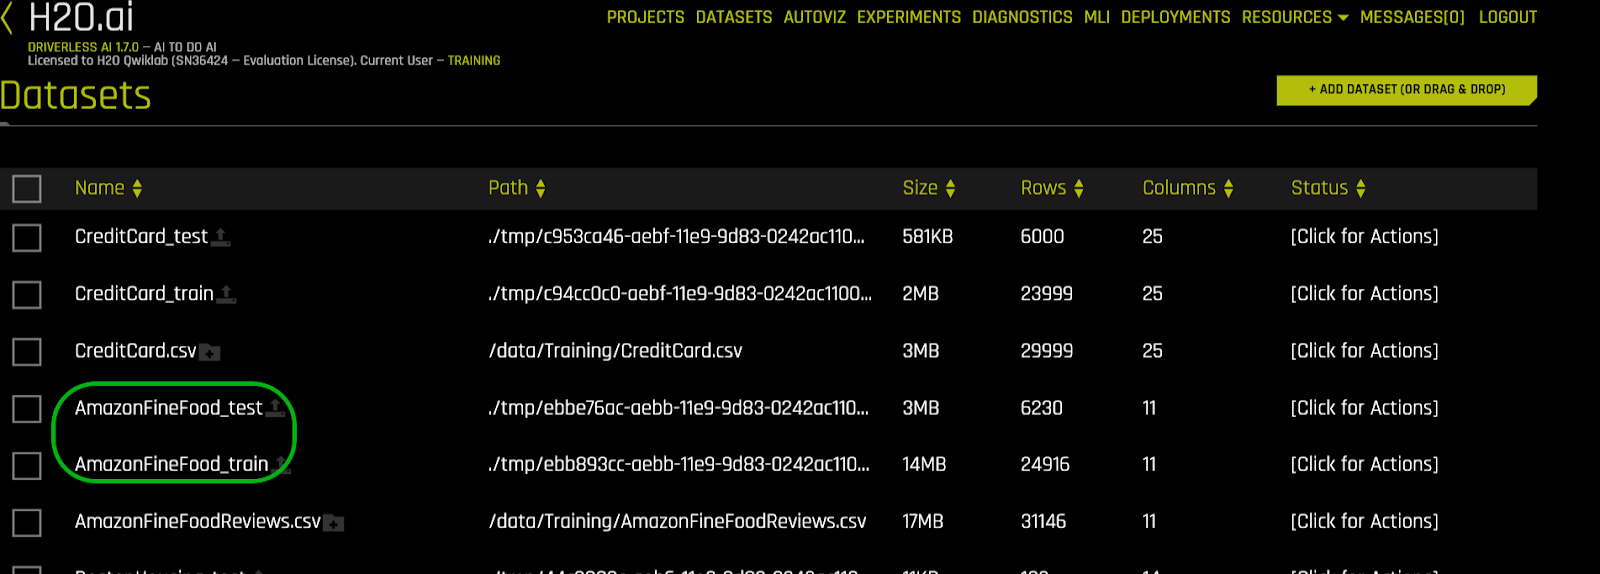 H2O.ai
PROJECTS DATASETS AUTOVIZ EXPERIMENTS DIAGNOSTICS MLI DEPLOYMENTS RESOURCES MESSAGES[0] LOGOUT
DRIVERLESS AI 1.7.0 – AI TO DO AI
Licensed to H2O Qwiklab (SN36424 – Evaluation License). Current User – TRAINING
Datasets
+ ADD DATASET (OR DRAG & DROP)
Name Path Size Rows Columns Status
CreditCard_test ./tmp/c953ca46-aebf-11e9-9d83-0242ac110... 581KB 6000 25 [Click for Actions]
CreditCard_train ./tmp/c94cc0c0-aebf-11e9-9d83-0242ac1100... 2MB 23999 25 [Click for Actions]
CreditCard.csv /data/Training/CreditCard.csv 3MB 29999 25 [Click for Actions]
AmazonFineFood_test ./tmp/ebbe76ac-aebb-11e9-9d83-0242ac110... 3MB 6230 11 [Click for Actions]
AmazonFineFood_train ./tmp/ebb893cc-aebb-11e9-9d83-0242ac110... 14MB 24916 11 [Click for Actions]
AmazonFineFoodReviews.csv /data/Training/AmazonFineFoodReviews.csv 17MB 31146 11 [Click for Actions]